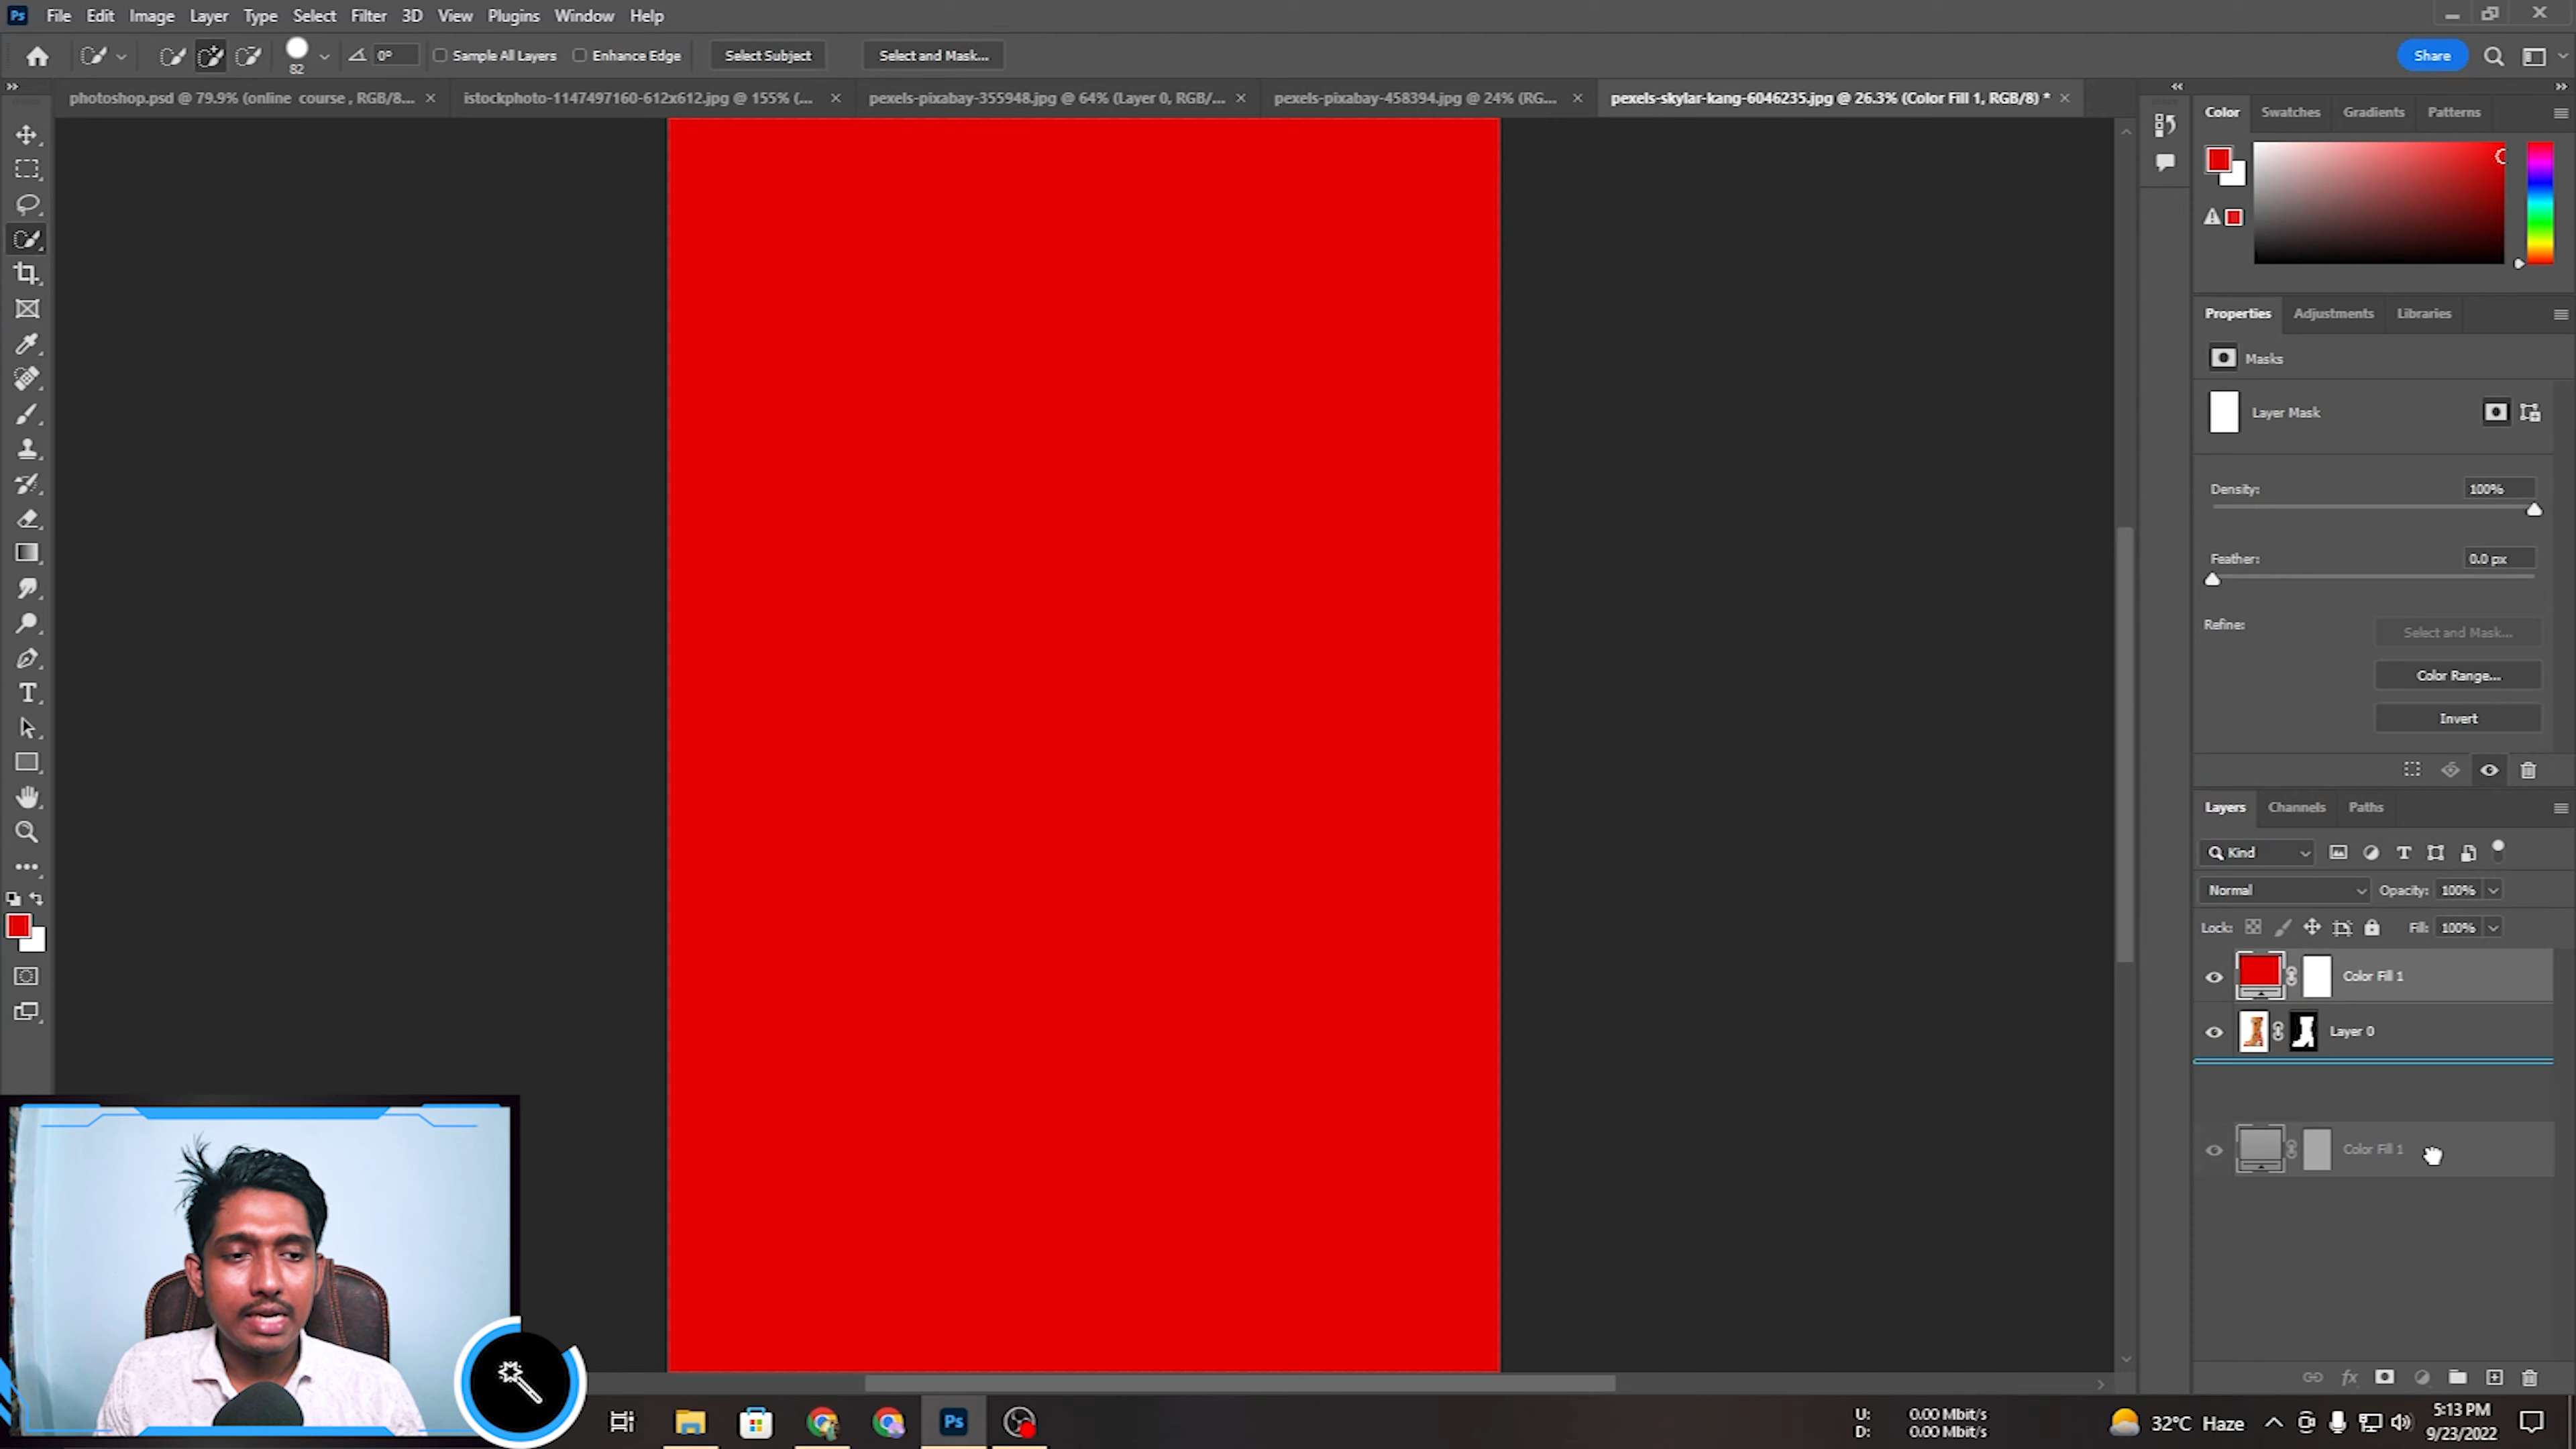 Ps File Edit Image Layer Type Select Filter 3D View Plugins Window Help
82 0° Sample All Layers Enhance Edge Select Subject Select and Mask... Share
photoshop.psd @ 79.9% (online course , RGB/8... × istockphoto-1147497160-612x612.jpg @ 155% (... × pexels-pixabay-355948.jpg @ 64% (Layer 0, RGB/... × pexels-pixabay-458394.jpg @ 24% (RG... × pexels-skylar-kang-6046235.jpg @ 26.3% (Color Fill 1, RGB/8) * ×
Color Swatches Gradients Patterns
Properties Adjustments Libraries
Masks
Layer Mask
Density: 100%
Feather: 0.0 px
Refine: Select and Mask...
Color Range...
Invert
Layers Channels Paths
Kind
Normal Opacity: 100%
Lock: Fill: 100%
Color Fill 1
Layer 0
Color Fill 1
Ps
U: 0.00 Mbit/s
D: 0.00 Mbit/s
32°C Haze
5:13 PM
9/23/2022